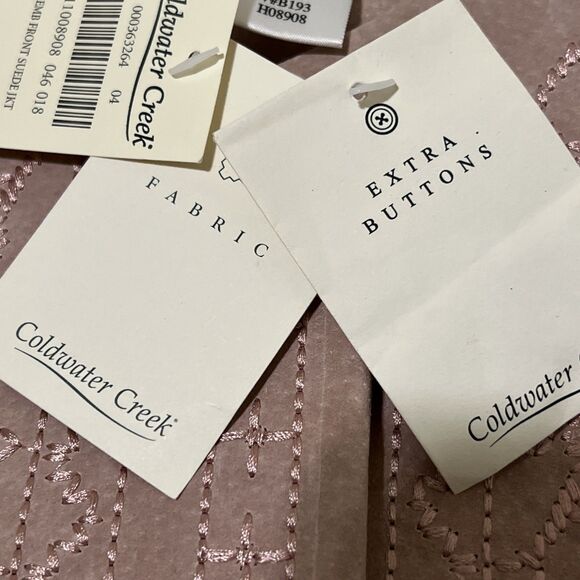 #B193
H08908
EMB FRONT SUEDE JKT
11008908 046 018
000363264 04
Coldwater Creek
EXTRA
BUTTONS
FABRIC
Coldwater Creek
Coldwater